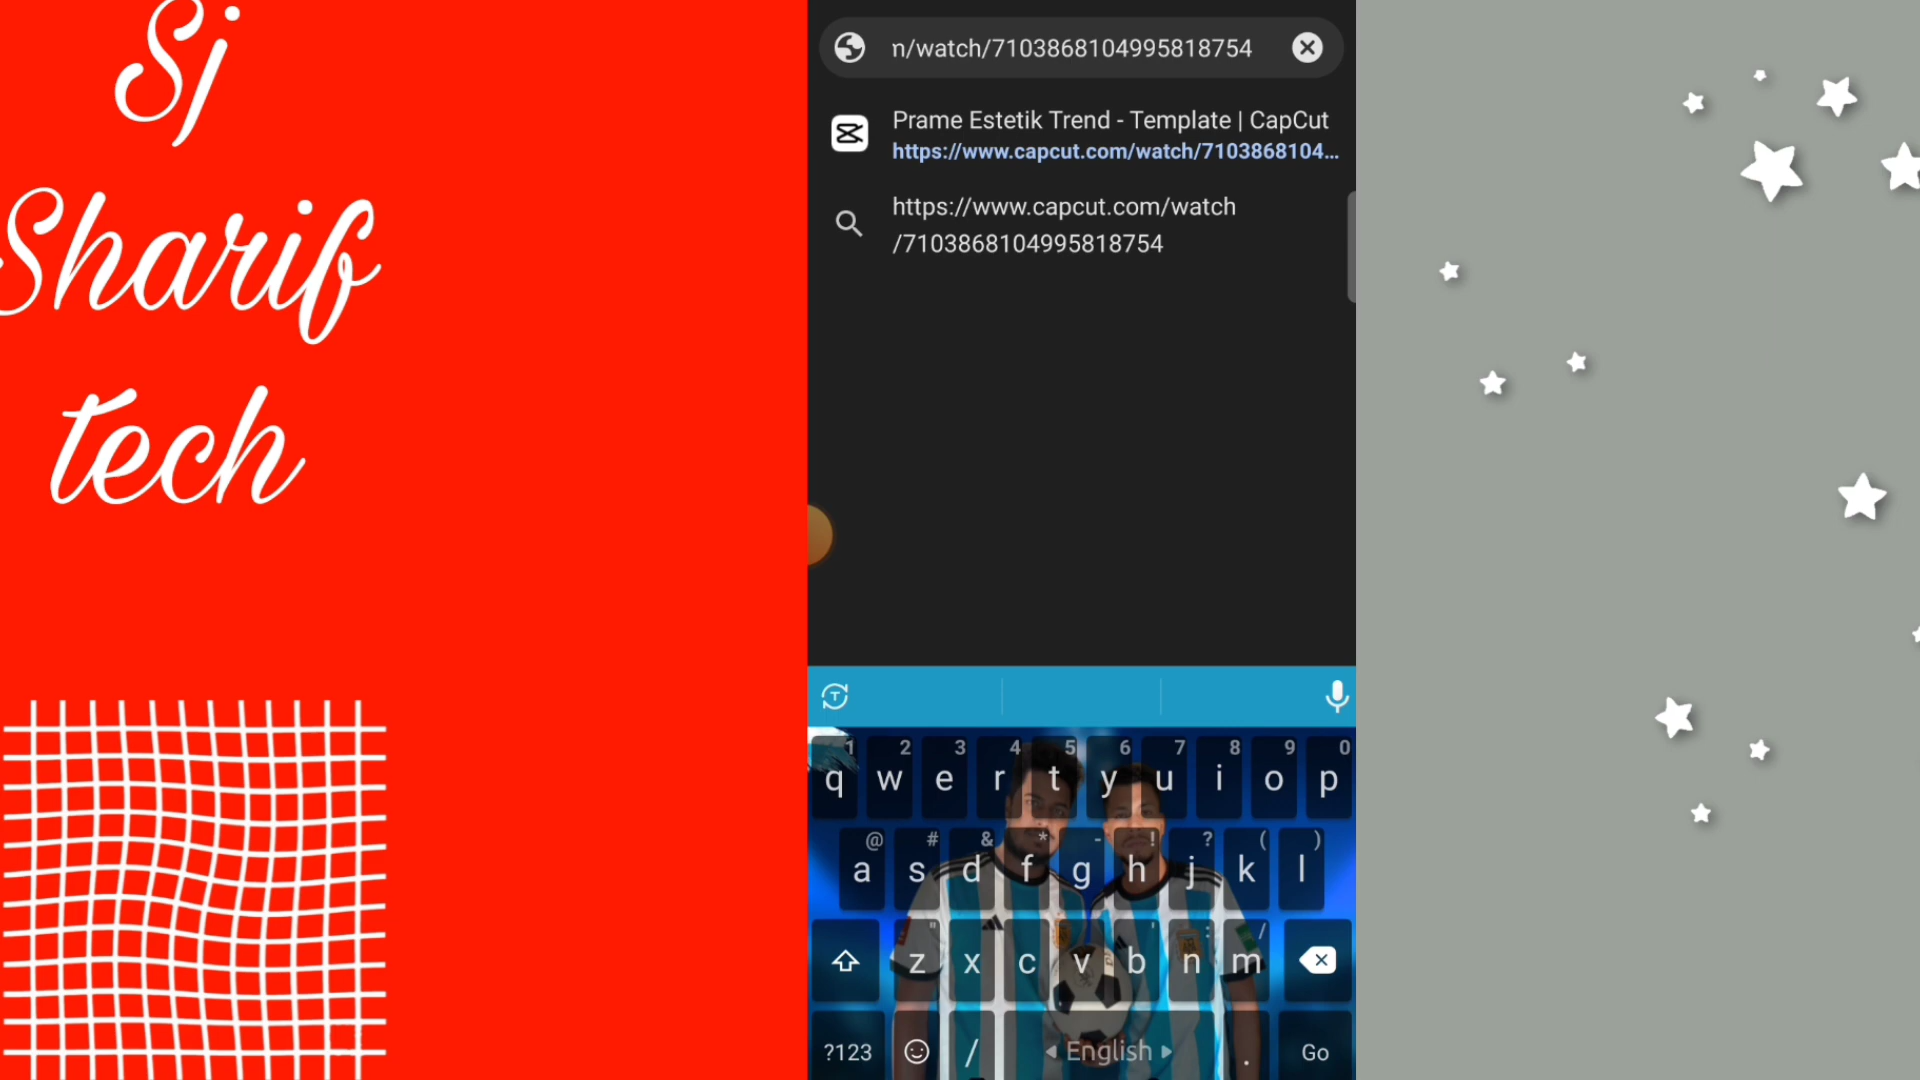 Sj
Sharif
tech
n/watch/7103868104995818754
Prame Estetik Trend - Template | CapCut
https://www.capcut.com/watch/7103868104...
https://www.capcut.com/watch
/7103868104995818754
T
1 2 3 4 5 6 7 8 9 0
q w e r t y u i o p
@ # & * - ! ? ( )
a s d f g h j k l
" ' : /
z x c v b n m
?123 / English . Go